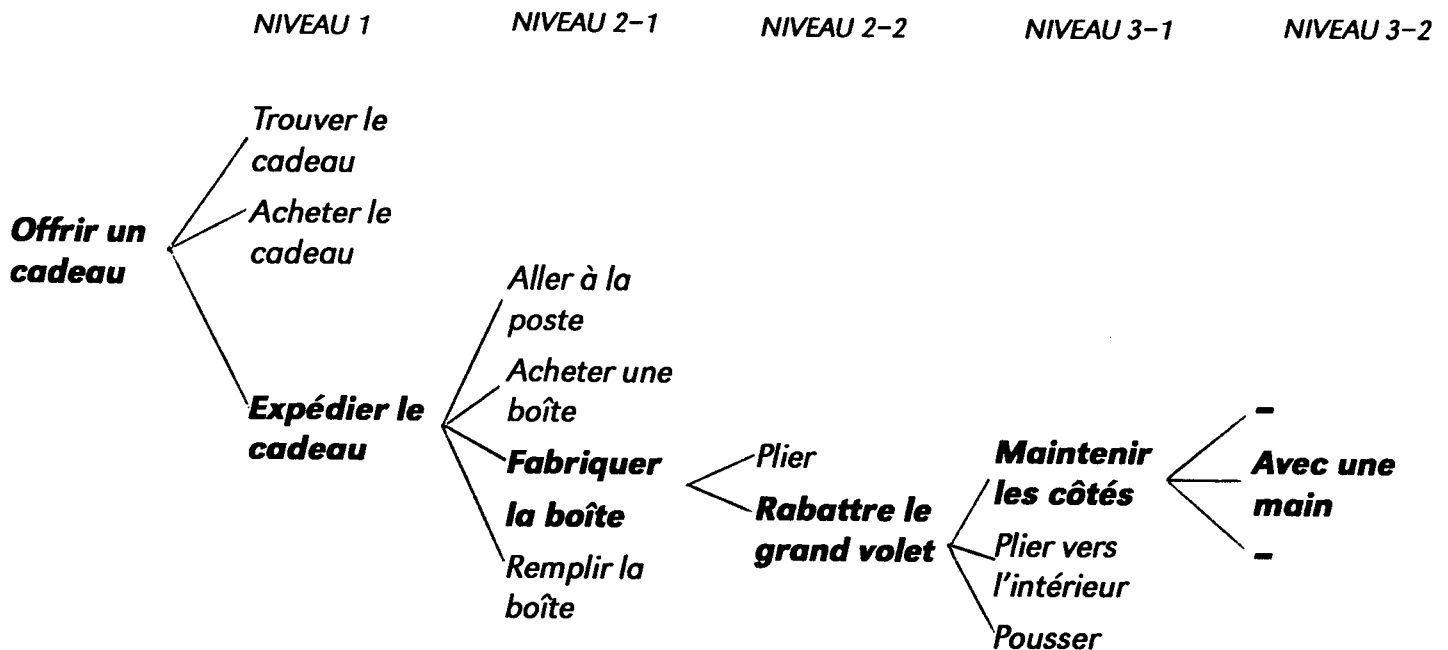 NIVEAU 1
NIVEAU 2-1
NIVEAU 2-2
NIVEAU 3-1
NIVEAU 3-2
Offrir un
cadeau
Trouver le
cadeau
Acheter le
cadeau
Expédier le
cadeau
Aller à la
poste
Acheter une
boîte
Fabriquer
la boîte
Remplir la
boîte
Plier
Rabattre le
grand volet
Maintenir
les côtés
Plier vers
l'intérieur
Pousser
–
Avec une
main
–